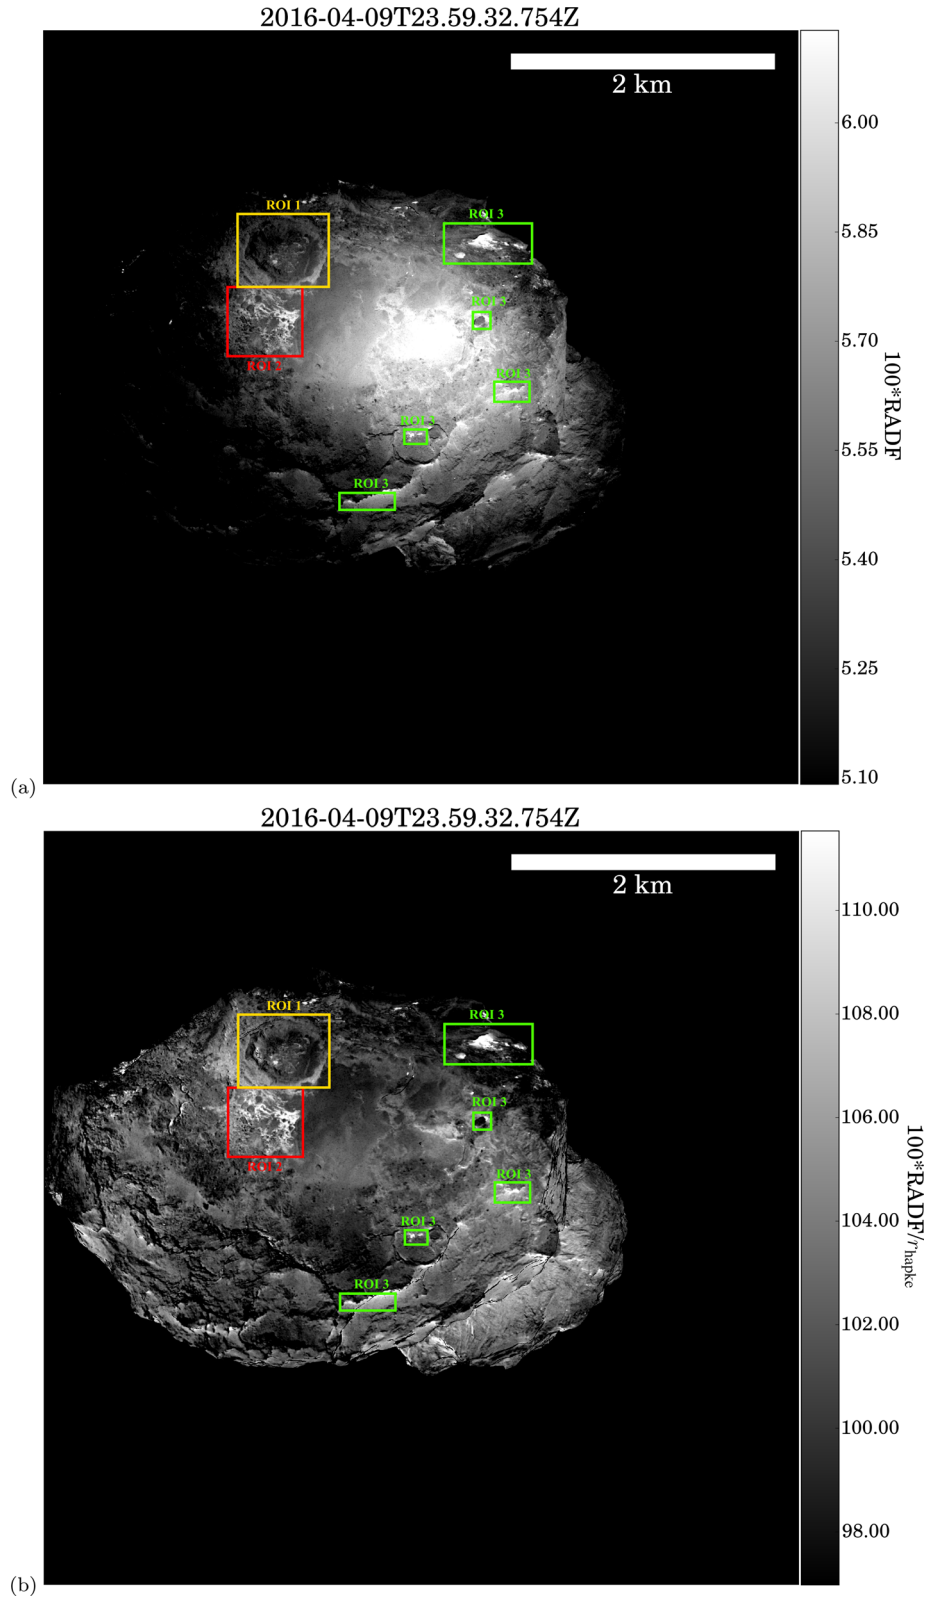 2016-04-09T23.59.32.754Z
2 km
ROI 1
ROI 3
ROI 3
ROI 2
ROI 3
ROI 3
ROI 3
6.00
5.85
5.70
5.55
5.40
5.25
5.10
100*RADF
(a)
2016-04-09T23.59.32.754Z
2 km
ROI 1
ROI 3
ROI 3
ROI 2
ROI 3
ROI 3
ROI 3
110.00
108.00
106.00
104.00
102.00
100.00
98.00
100*RADF/r_hapke
(b)